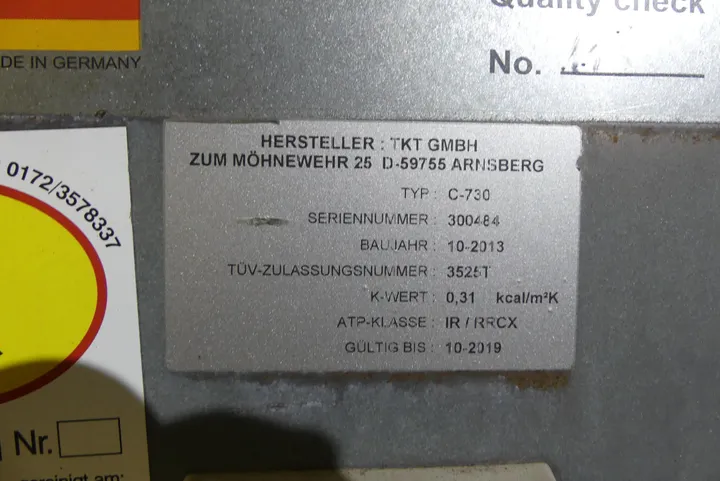 Quality check
DE IN GERMANY
No.
0172/3578337
HERSTELLER : TKT GMBH
ZUM MÖHNEWEHR 25 D-59755 ARNSBERG
TYP : C-730
SERIENNUMMER : 300484
BAUJAHR : 10-2013
TÜV-ZULASSUNGSNUMMER : 3525T
K-WERT : 0,31 kcal/m²K
ATP-KLASSE : IR / RRCX
GÜLTIG BIS : 10-2019
Nr.